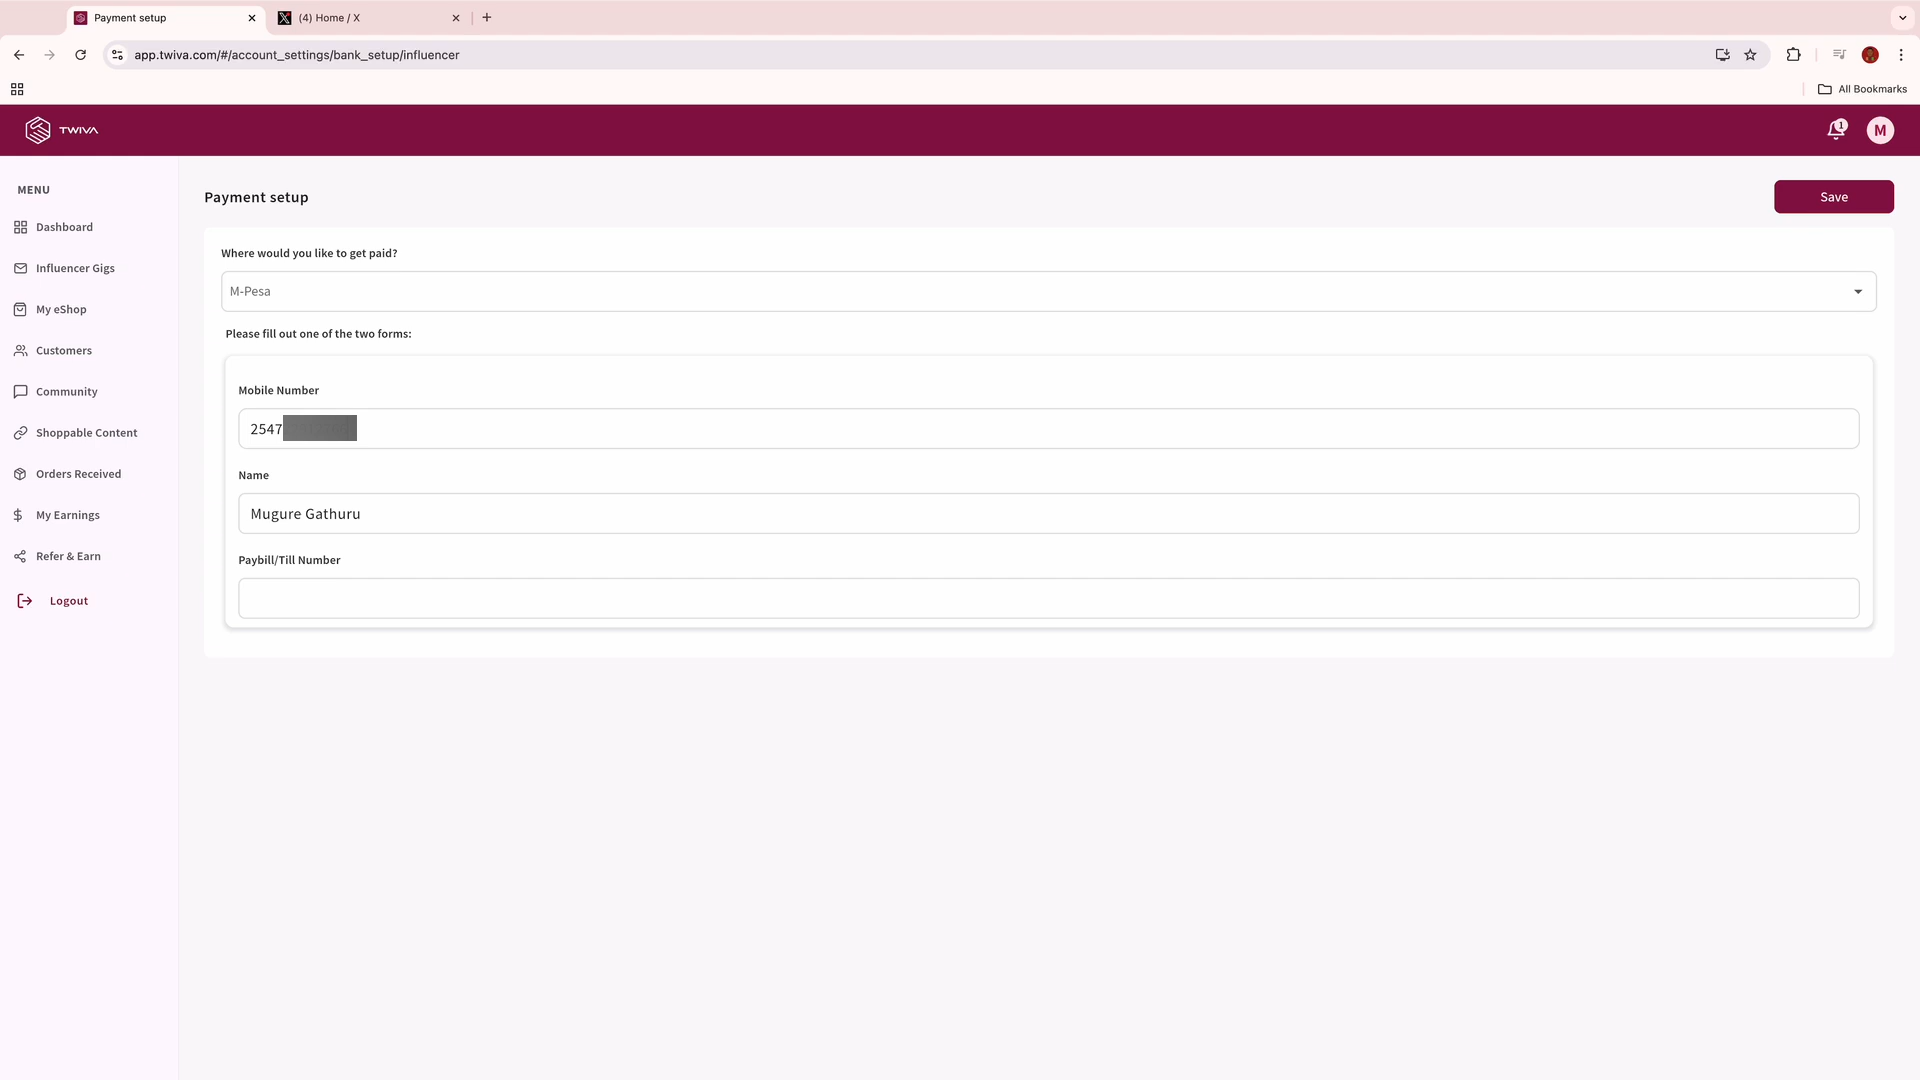 Payment setup
(4) Home / X
app.twiva.com/#/account_settings/bank_setup/influencer
All Bookmarks
TWIVA
1
M
MENU
Dashboard
Influencer Gigs
My eShop
Customers
Community
Shoppable Content
Orders Received
My Earnings
Refer & Earn
Logout
Payment setup
Save
Where would you like to get paid?
M-Pesa
Please fill out one of the two forms:
Mobile Number
2547
Name
Mugure Gathuru
Paybill/Till Number